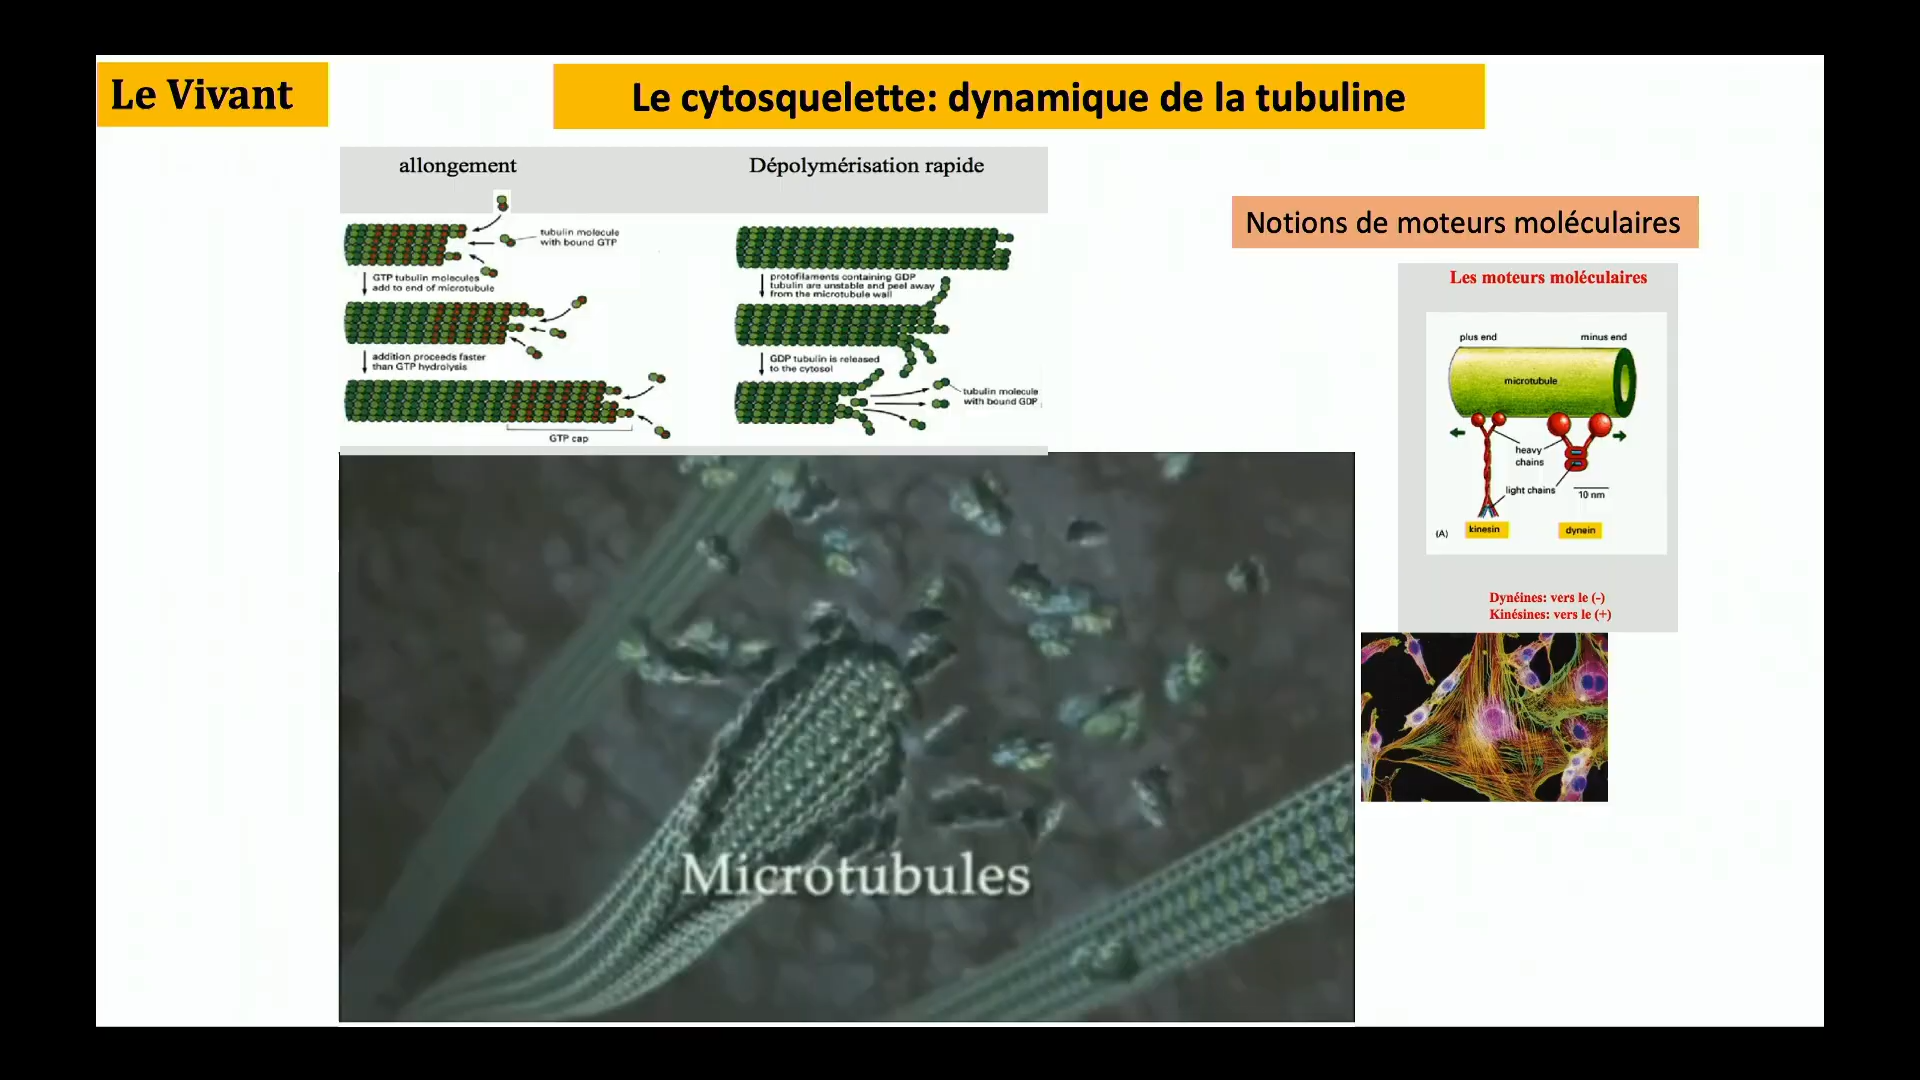 Le Vivant
Le cytosquelette: dynamique de la tubuline
allongement
Dépolymérisation rapide
tubulin molecule
with bound GTP
GTP tubulin molecules
add to end of microtubule
addition proceeds faster
than GTP hydrolysis
GTP cap
protofilaments containing GDP
tubulin are unstable and peel away
from the microtubule wall
GDP tubulin is released
to the cytosol
tubulin molecule
with bound GDP
Notions de moteurs moléculaires
Les moteurs moléculaires
plus end
minus end
microtubule
heavy
chains
light chains
10 nm
(A)
kinesin
dynein
Dynéines: vers le (-)
Kinésines: vers le (+)
Microtubules